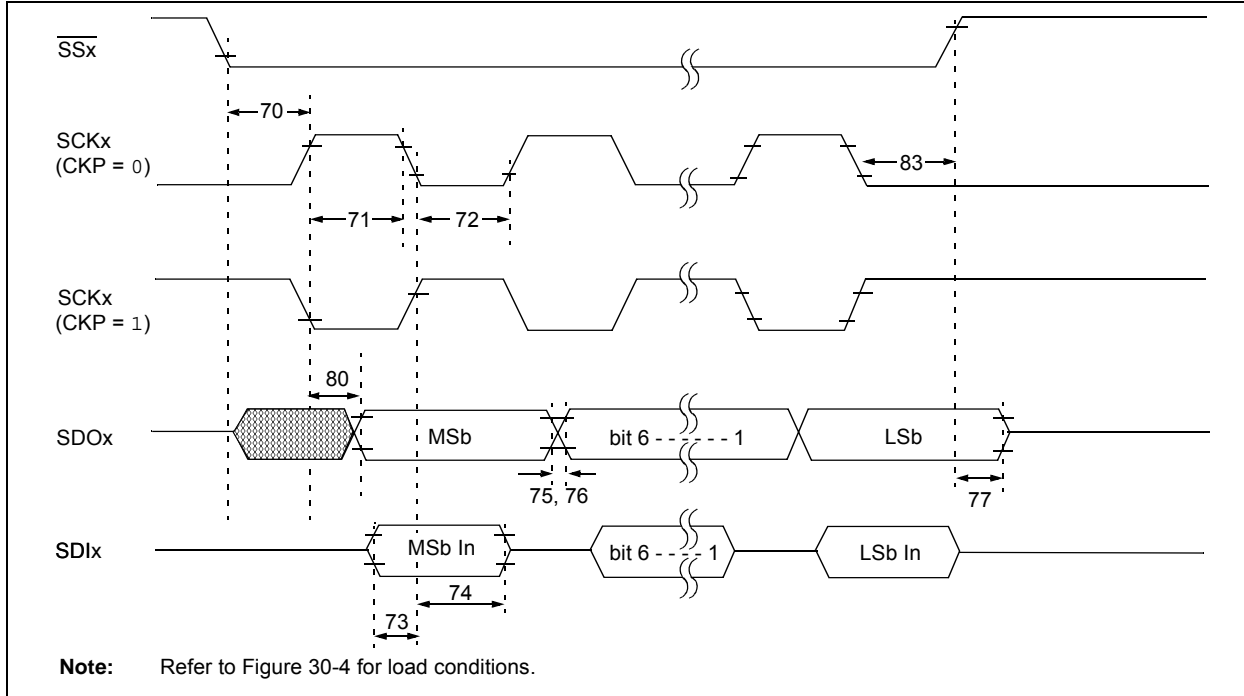 SSx
70
SCKx
(CKP = 0)
83
71
72
SCKx
(CKP = 1)
80
SDOx
MSb
bit 6 - - - - - - 1
LSb
75, 76
77
SDIx
MSb In
bit 6 - - - - 1
LSb In
74
73
Note: Refer to Figure 30-4 for load conditions.